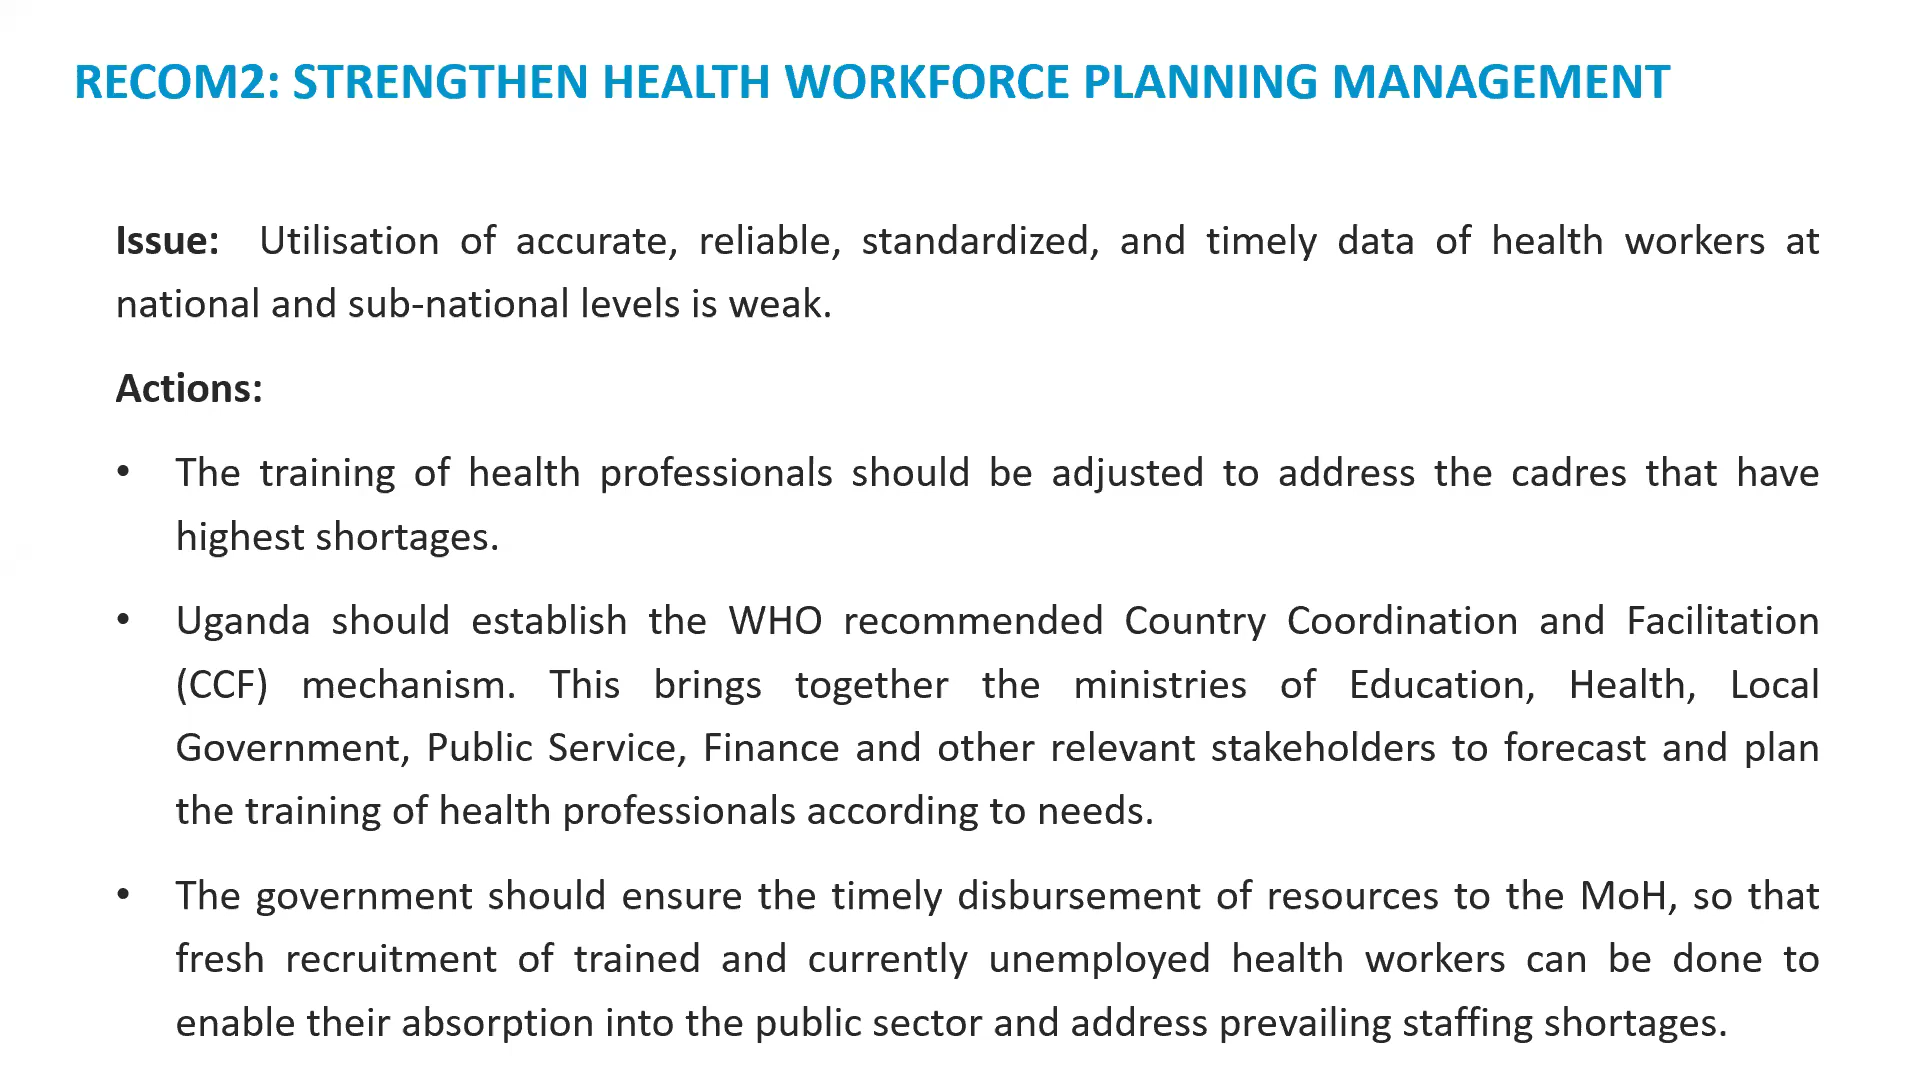 RECOM2: STRENGTHEN HEALTH WORKFORCE PLANNING MANAGEMENT
Issue: Utilisation of accurate, reliable, standardized, and timely data of health workers at
national and sub-national levels is weak.
Actions:
• The training of health professionals should be adjusted to address the cadres that have
highest shortages.
• Uganda should establish the WHO recommended Country Coordination and Facilitation
(CCF) mechanism. This brings together the ministries of Education, Health, Local
Government, Public Service, Finance and other relevant stakeholders to forecast and plan
the training of health professionals according to needs.
• The government should ensure the timely disbursement of resources to the MoH, so that
fresh recruitment of trained and currently unemployed health workers can be done to
enable their absorption into the public sector and address prevailing staffing shortages.